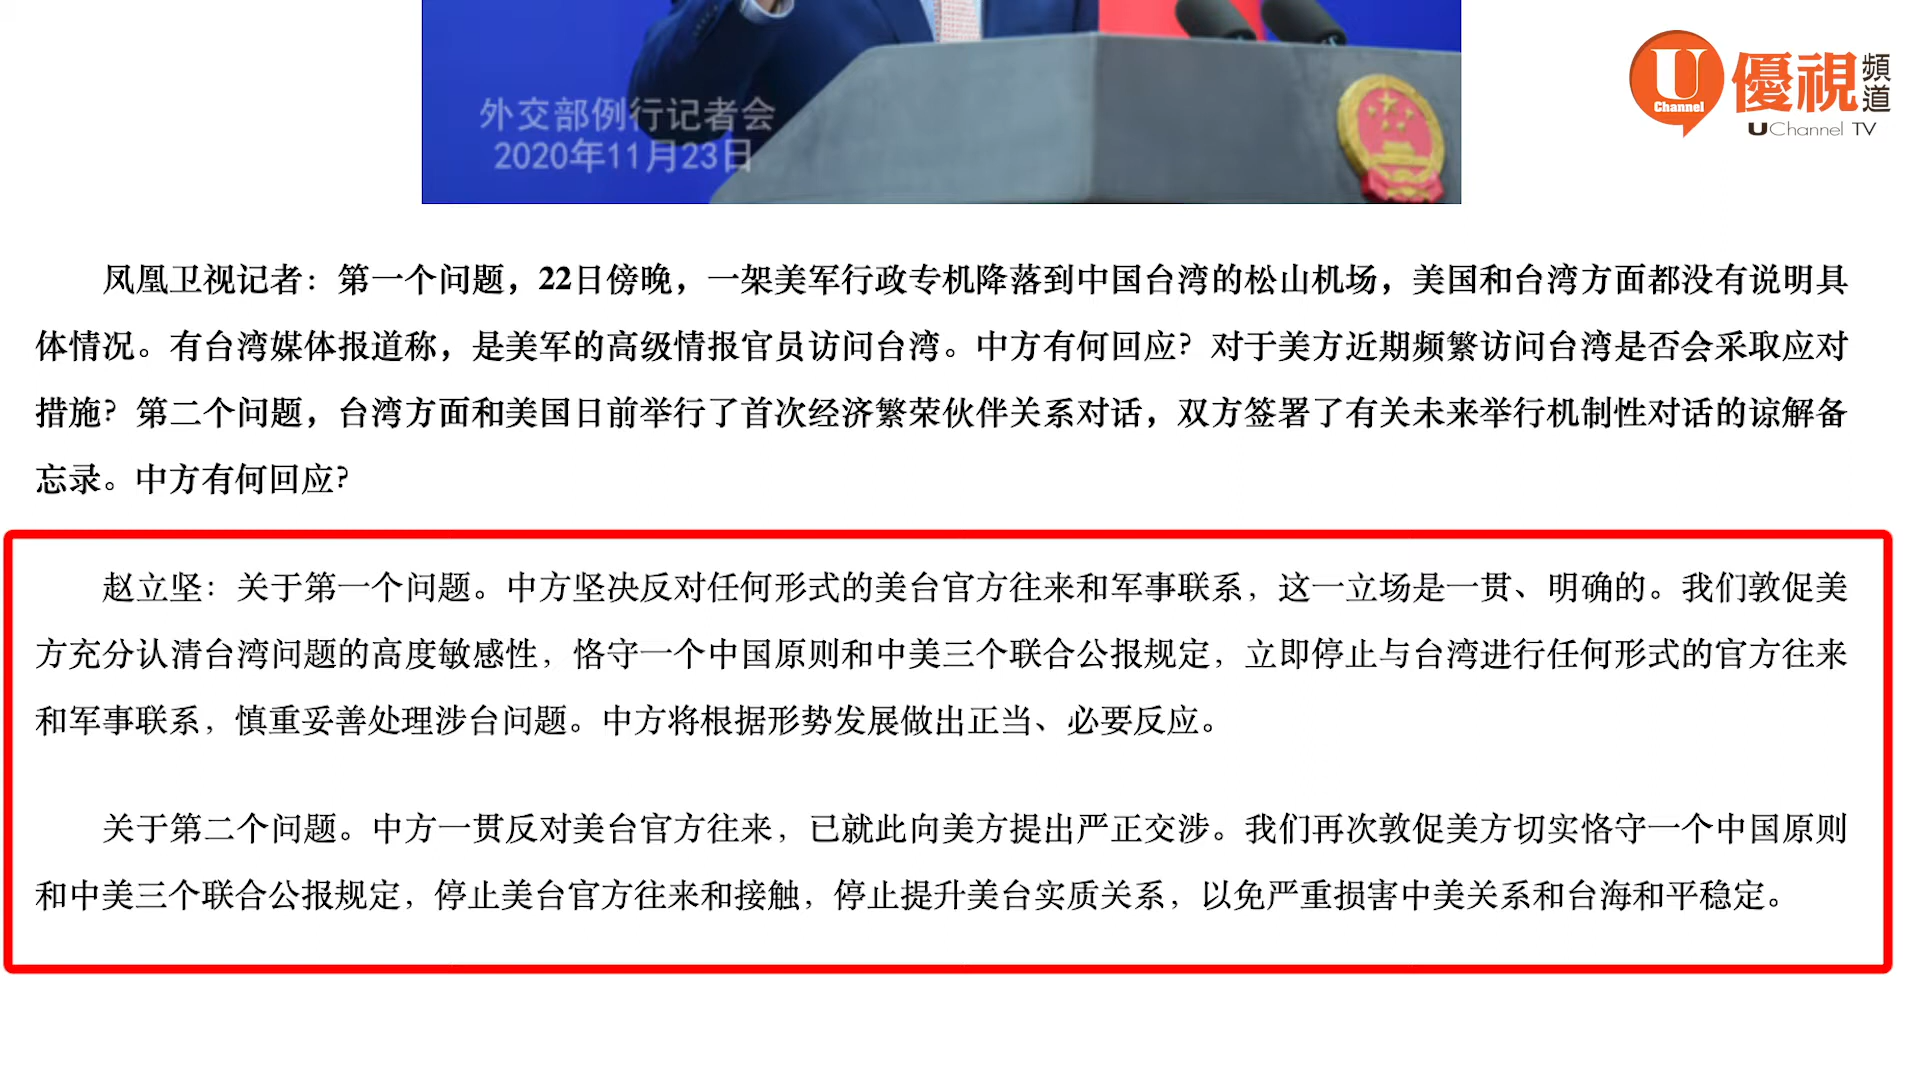 外交部例行记者会
2020年11月23日
U
Channel
優視
頻道
UChannel TV
凤凰卫视记者：第一个问题，22日傍晚，一架美军行政专机降落到中国台湾的松山机场，美国和台湾方面都没有说明具
体情况。有台湾媒体报道称，是美军的高级情报官员访问台湾。中方有何回应？对于美方近期频繁访问台湾是否会采取应对
措施？第二个问题，台湾方面和美国日前举行了首次经济繁荣伙伴关系对话，双方签署了有关未来举行机制性对话的谅解备
忘录。中方有何回应？
赵立坚：关于第一个问题。中方坚决反对任何形式的美台官方往来和军事联系，这一立场是一贯、明确的。我们敦促美
方充分认清台湾问题的高度敏感性，恪守一个中国原则和中美三个联合公报规定，立即停止与台湾进行任何形式的官方往来
和军事联系，慎重妥善处理涉台问题。中方将根据形势发展做出正当、必要反应。
关于第二个问题。中方一贯反对美台官方往来，已就此向美方提出严正交涉。我们再次敦促美方切实恪守一个中国原则
和中美三个联合公报规定，停止美台官方往来和接触，停止提升美台实质关系，以免严重损害中美关系和台海和平稳定。